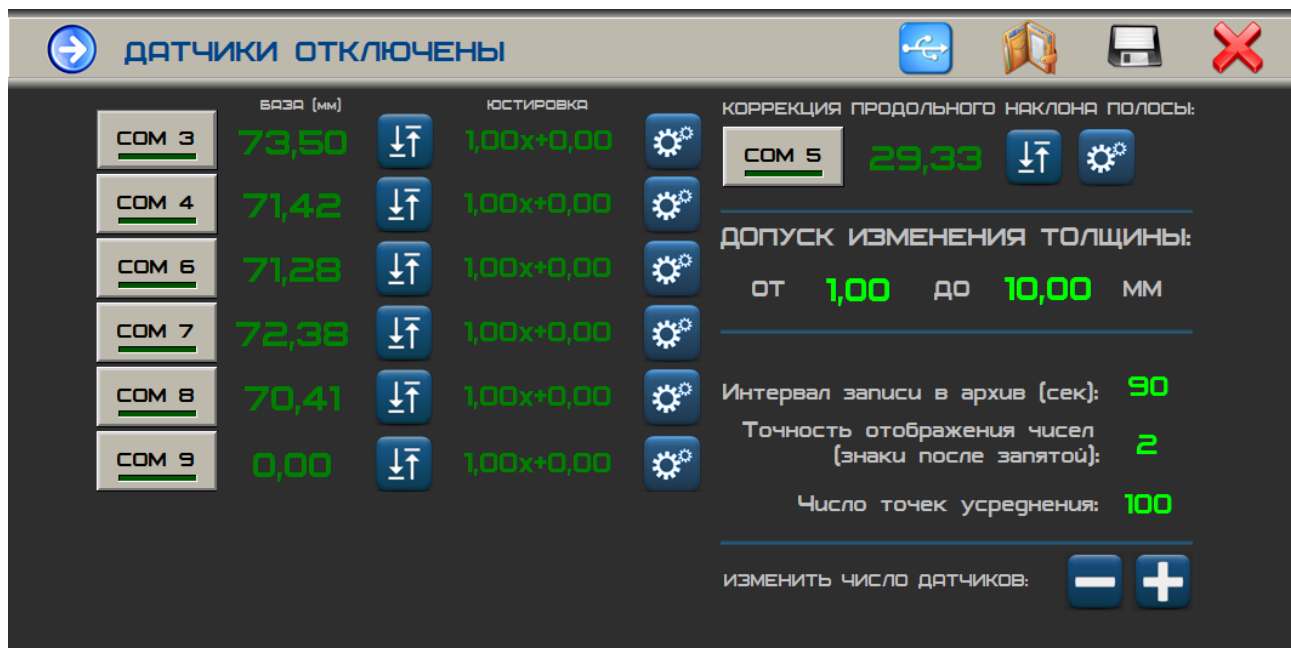 ДАТЧИКИ ОТКЛЮЧЕНЫ
БАЗА (мм) ЮСТИРОВКА
COM 3 73,50 1,00x+0,00
COM 4 71,42 1,00x+0,00
COM 6 71,28 1,00x+0,00
COM 7 72,38 1,00x+0,00
COM 8 70,41 1,00x+0,00
COM 9 0,00 1,00x+0,00
КОРРЕКЦИЯ ПРОДОЛЬНОГО НАКЛОНА ПОЛОСЫ:
COM 5 29,33
ДОПУСК ИЗМЕНЕНИЯ ТОЛЩИНЫ:
ОТ 1,00 ДО 10,00 ММ
Интервал записи в архив (сек): 90
Точность отображения чисел
(знаки после запятой): 2
Число точек усреднения: 100
ИЗМЕНИТЬ ЧИСЛО ДАТЧИКОВ: